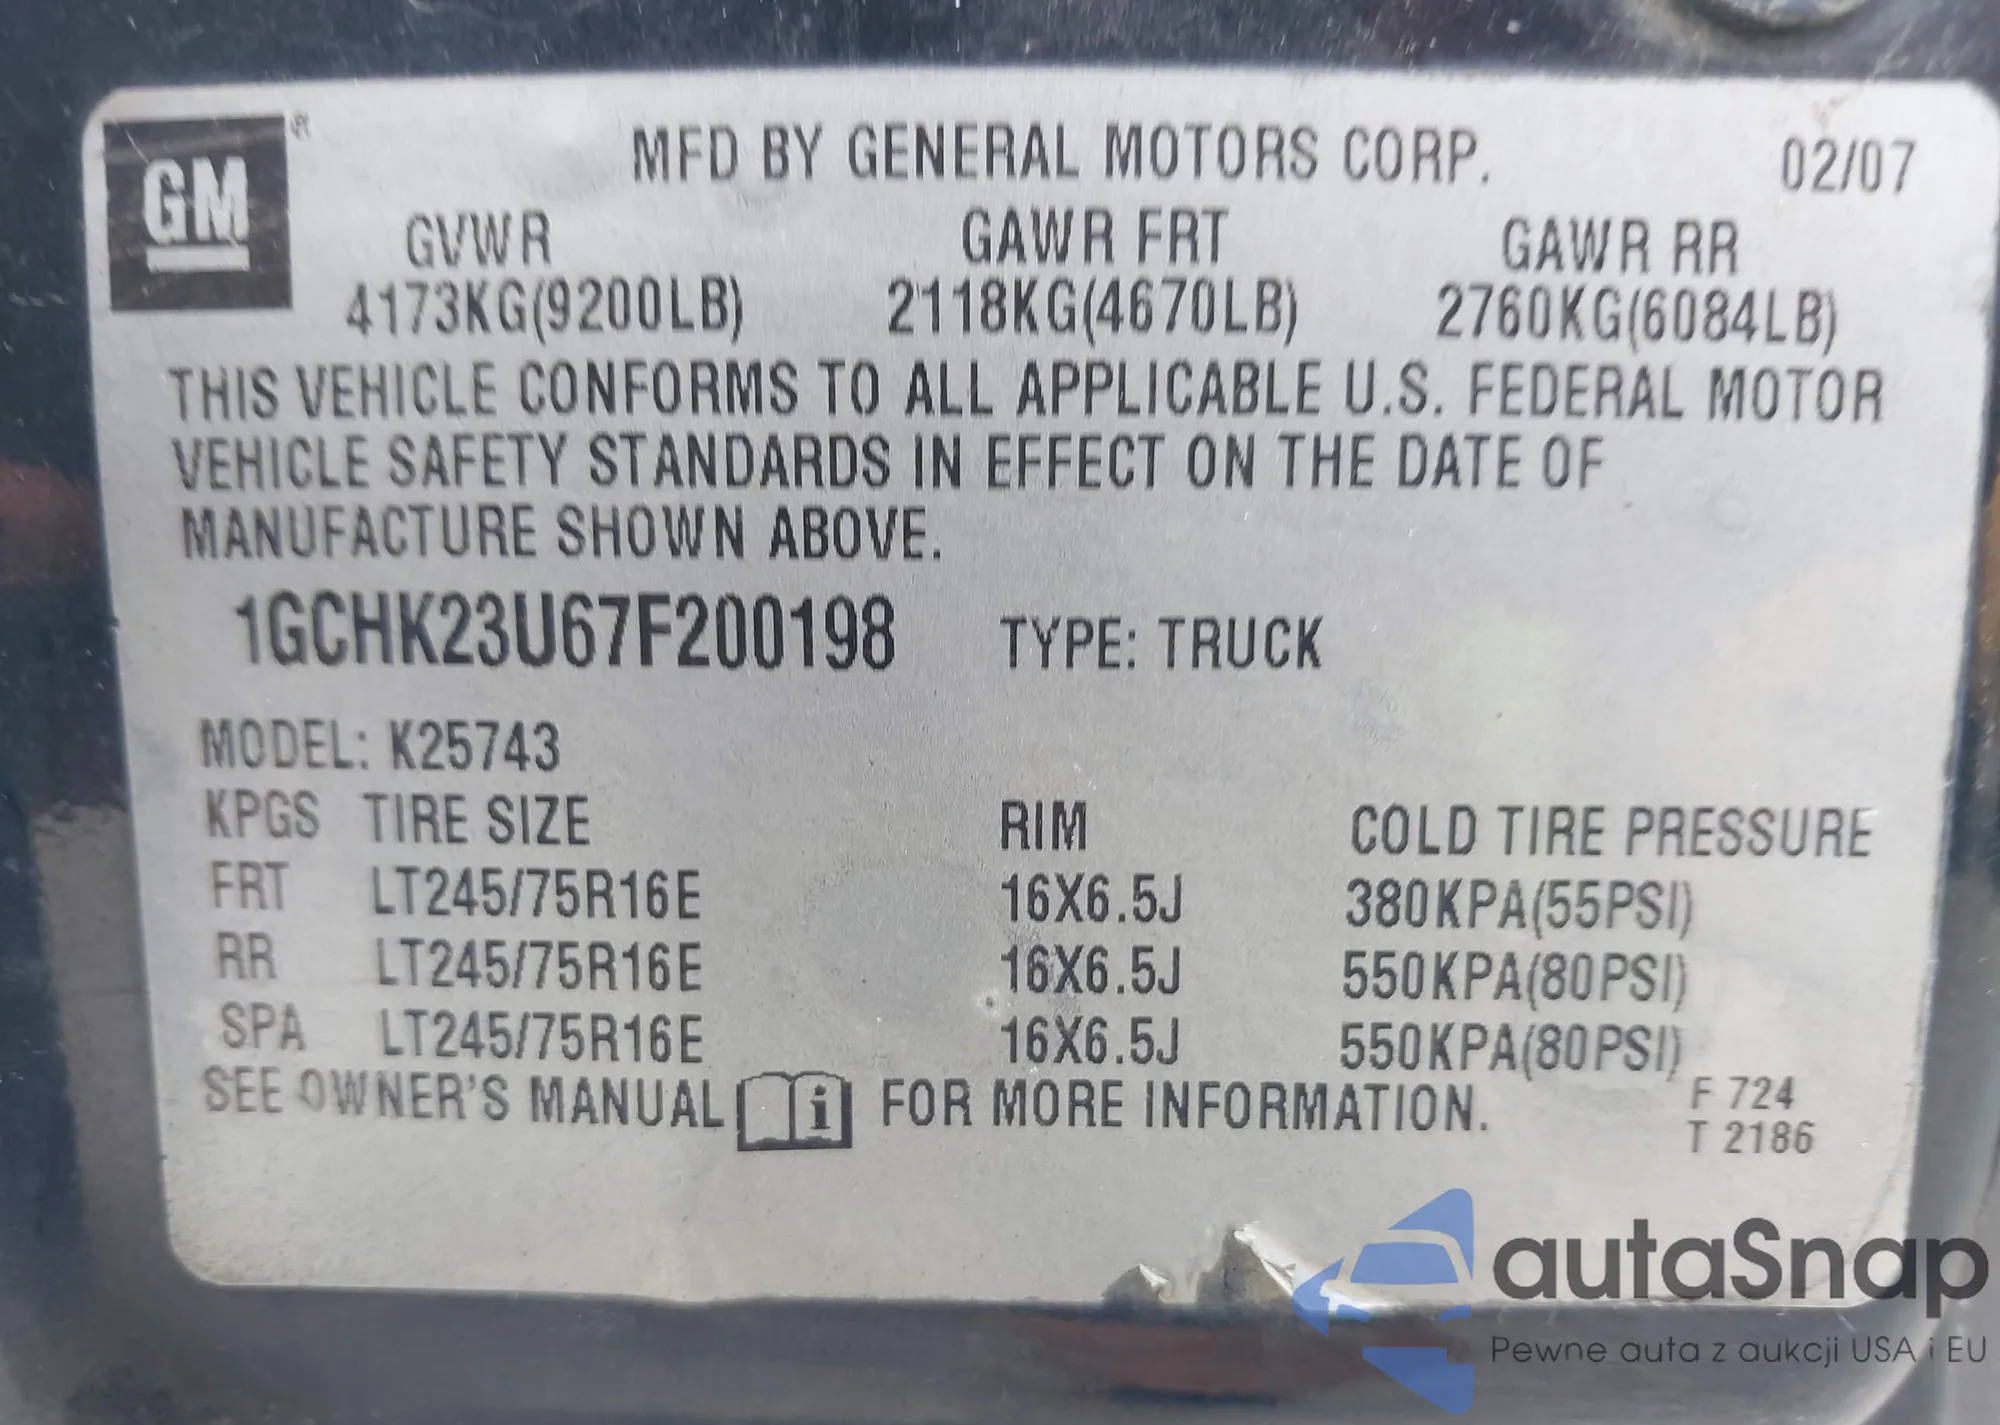 GM®
MFD BY GENERAL MOTORS CORP. 02/07
GVWR GAWR FRT GAWR RR
4173KG(9200LB) 2118KG(4670LB) 2760KG(6084LB)
THIS VEHICLE CONFORMS TO ALL APPLICABLE U.S. FEDERAL MOTOR
VEHICLE SAFETY STANDARDS IN EFFECT ON THE DATE OF
MANUFACTURE SHOWN ABOVE.
1GCHK23U67F200198 TYPE: TRUCK
MODEL: K25743
KPGS TIRE SIZE RIM COLD TIRE PRESSURE
FRT LT245/75R16E 16X6.5J 380KPA(55PSI)
RR LT245/75R16E 16X6.5J 550KPA(80PSI)
SPA LT245/75R16E 16X6.5J 550KPA(80PSI)
SEE OWNER'S MANUAL i FOR MORE INFORMATION.
F 724
T 2186
autaSnap
Pewne auta z aukcji USA i EU